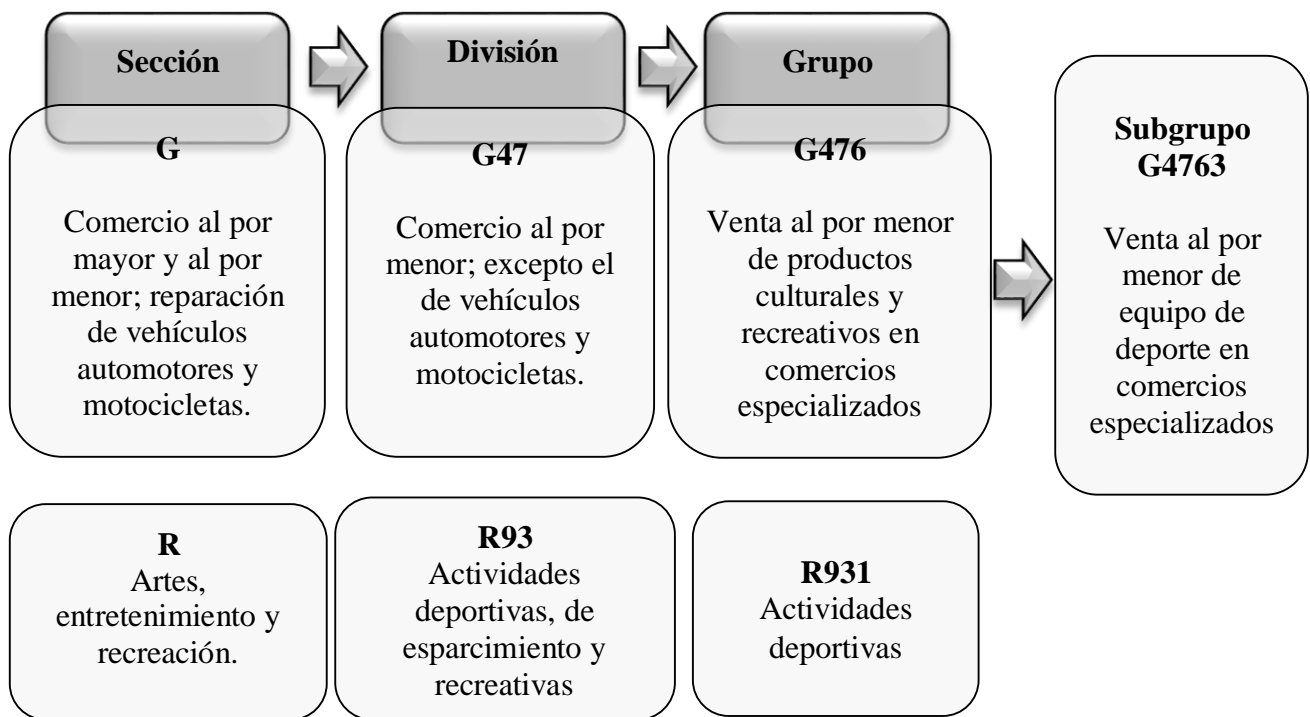 Sección
División
Grupo
G
Comercio al por
mayor y al por
menor; reparación
de vehículos
automotores y
motocicletas.
G47
Comercio al por
menor; excepto el
de vehículos
automotores y
motocicletas.
G476
Venta al por menor
de productos
culturales y
recreativos en
comercios
especializados
Subgrupo
G4763
Venta al por
menor de
equipo de
deporte en
comercios
especializados
R
Artes,
entretenimiento y
recreación.
R93
Actividades
deportivas, de
esparcimiento y
recreativas
R931
Actividades
deportivas